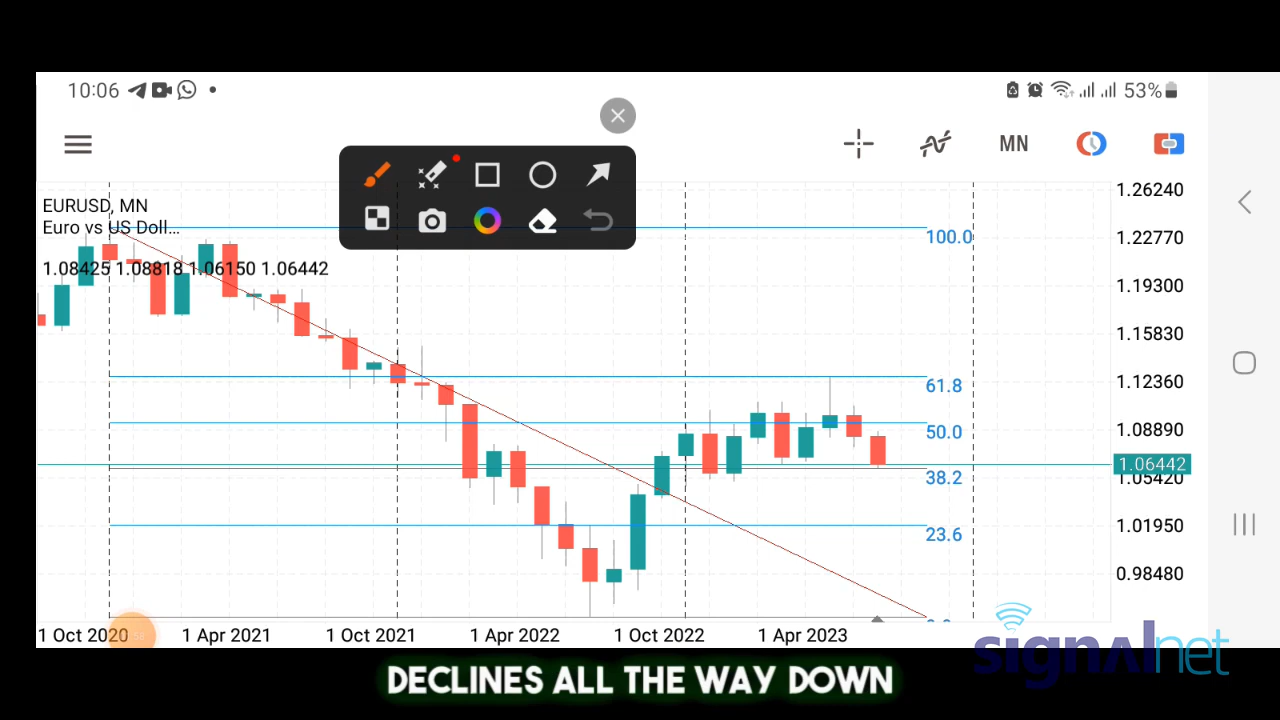 10:06
53%
MN
EURUSD, MN
Euro vs US Doll...
1.08425 1.08818 1.06150 1.06442
1.26240
1.22770
1.19300
1.15830
1.12360
1.08890
1.06442
1.05420
1.01950
0.98480
100.0
61.8
50.0
38.2
23.6
1 Oct 2020
1 Apr 2021
1 Oct 2021
1 Apr 2022
1 Oct 2022
1 Apr 2023
signalnet
DECLINES ALL THE WAY DOWN